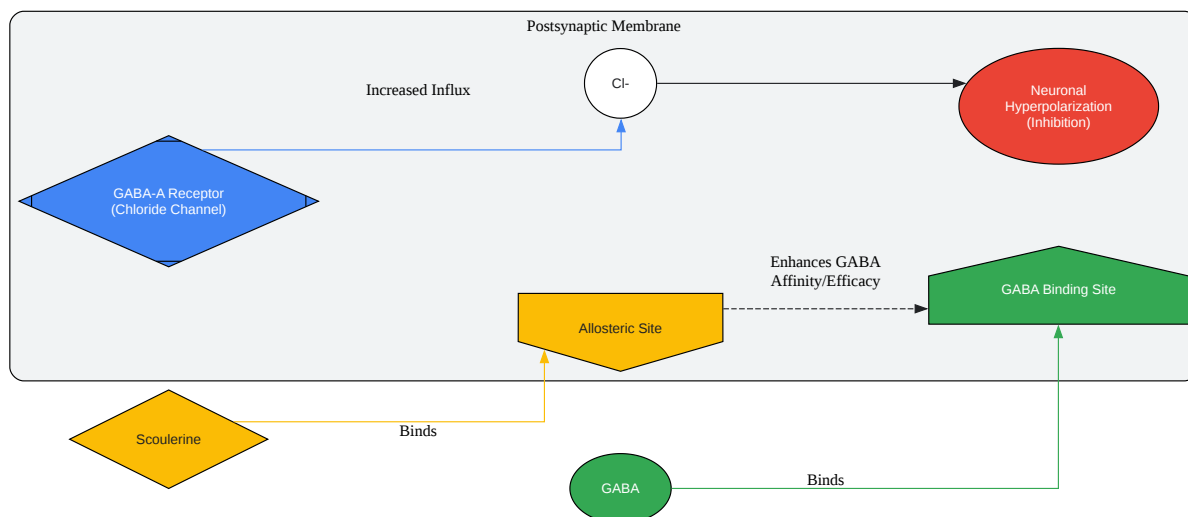 Postsynaptic Membrane
Increased Influx
Cl-
Neuronal
Hyperpolarization
(Inhibition)
GABA-A Receptor
(Chloride Channel)
Enhances GABA
Affinity/Efficacy
GABA Binding Site
Allosteric Site
Scoulerine
Binds
GABA
Binds